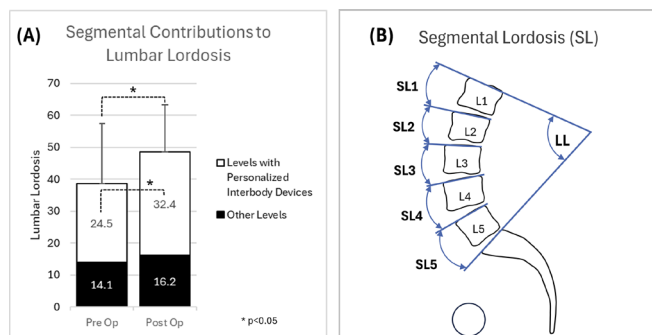 (A)
Segmental Contributions to
Lumbar Lordosis
70
60
50
40
30
20
10
0
Lumbar Lordosis
*
*
24.5
32.4
14.1
16.2
Pre Op
Post Op
Levels with
Personalized
Interbody Devices
Other Levels
* p<0.05
(B)
Segmental Lordosis (SL)
SL1
SL2
SL3
SL4
SL5
L1
L2
L3
L4
L5
LL